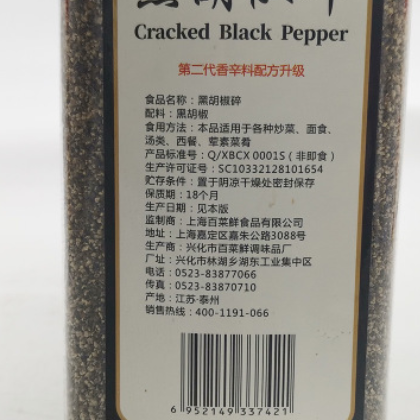 黑胡椒碎
Cracked Black Pepper
第二代香辛料配方升级
食品名称：黑胡椒碎
配料：黑胡椒
食用方法：本品适用于各种炒菜、面食、
汤类、西餐、荤素菜肴
产品标准号：Q/XBCX 0001S（非即食）
生产许可证号：SC10332128101654
贮存条件：置于阴凉干燥处密封保存
保质期：18个月
生产日期：见本版
监制商：上海百菜鲜食品有限公司
地址：上海嘉定区嘉朱公路3088号
生产商：兴化市百菜鲜调味品厂
厂址：兴化市林湖乡湖东工业集中区
电话：0523-83877066
传真：0523-83870710
产地：江苏·泰州
销售热线：400-1191-066
6 952149 337421